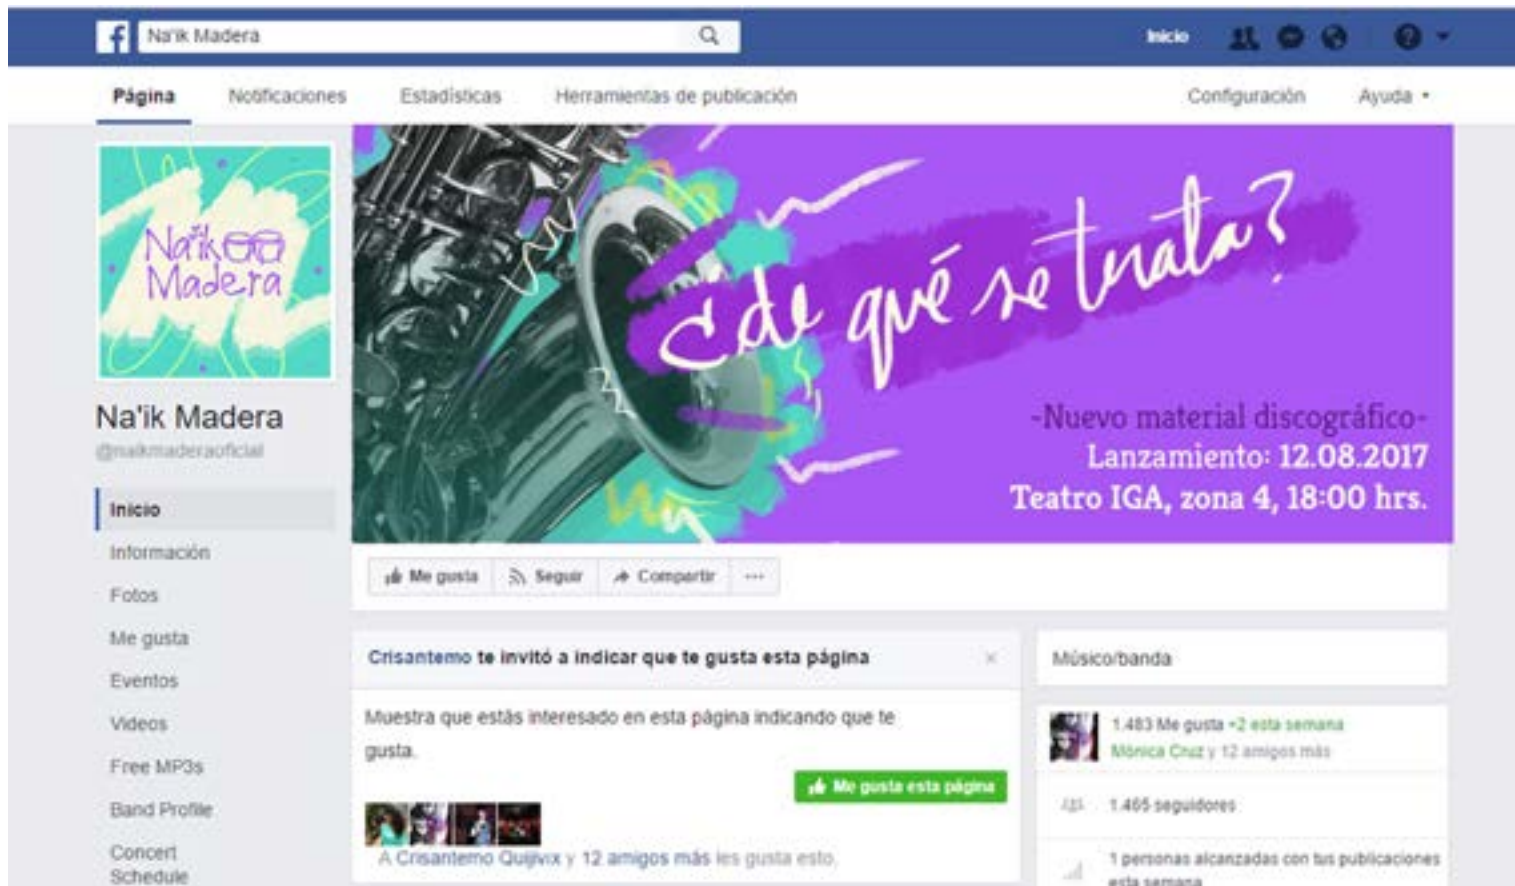 Na'ik Madera
Inicio
Página
Notificaciones
Estadísticas
Herramientas de publicación
Configuración
Ayuda
Na'ik
Madera
¿de qué se trata?
-Nuevo material discográfico-
Lanzamiento: 12.08.2017
Teatro IGA, zona 4, 18:00 hrs.
Na'ik Madera
@naikmaderaoficial
Inicio
Información
Fotos
Me gusta
Eventos
Videos
Free MP3s
Band Profile
Concert
Schedule
Me gusta
Seguir
Compartir
Crisantemo te invitó a indicar que te gusta esta página
Muestra que estás interesado en esta página indicando que te
gusta.
Me gusta esta página
A Crisantemo Quijivix y 12 amigos más les gusta esto.
Músico/banda
1.483 Me gusta +2 esta semana
Mónica Cruz y 12 amigos más
1.465 seguidores
1 personas alcanzadas con tus publicaciones
esta semana